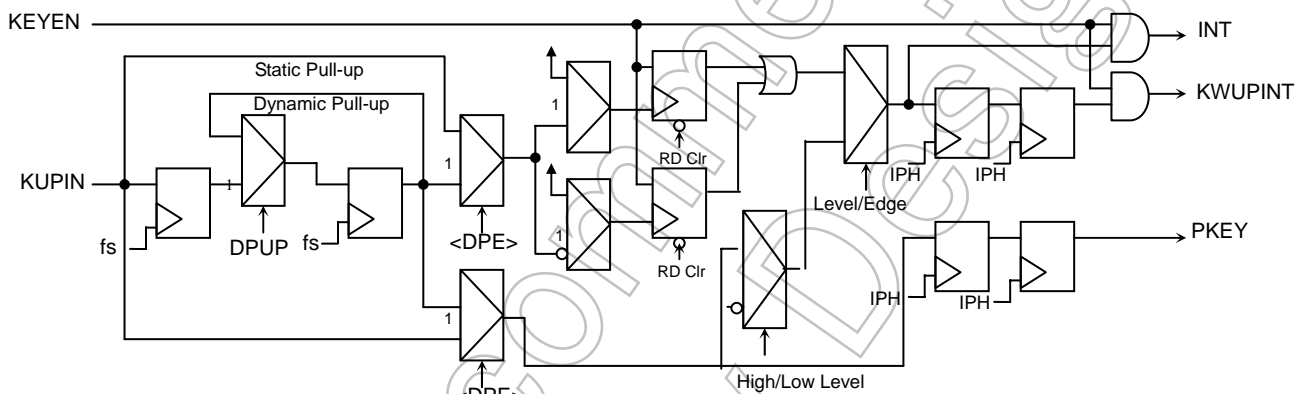 KEYEN
INT
Static Pull-up
Dynamic Pull-up
1
KWUPINT
1
RD Clr
IPH
IPH
KUPIN
1
1
Level/Edge
fs
DPUP
fs
<DPE>
RD Clr
PKEY
1
IPH
IPH
High/Low Level
<DPE>